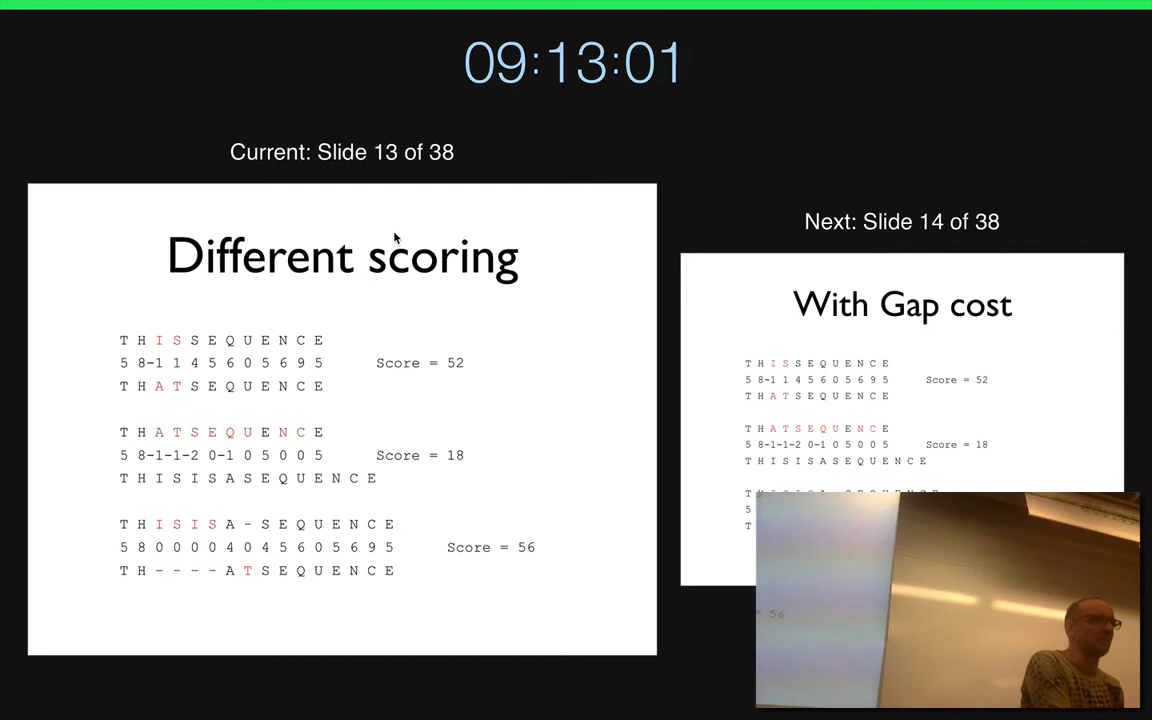 09:13:01
Current: Slide 13 of 38
Different scoring
T H I S S E Q U E N C E
5 8-1 1 4 5 6 0 5 6 9 5 Score = 52
T H A T S E Q U E N C E
T H A T S E Q U E N C E
5 8-1-1-2 0-1 0 5 0 0 5 Score = 18
T H I S I S A S E Q U E N C E
T H I S I S A - S E Q U E N C E
5 8 0 0 0 0 4 0 4 5 6 0 5 6 9 5 Score = 56
T H - - - - A T S E Q U E N C E
Next: Slide 14 of 38
With Gap cost
T H I S S E Q U E N C E
5 8-1 1 4 5 6 0 5 6 9 5 Score = 52
T H A T S E Q U E N C E
T H A T S E Q U E N C E
5 8-1-1-2 0-1 0 5 0 0 5 Score = 18
T H I S I S A S E Q U E N C E
5
T
= 56